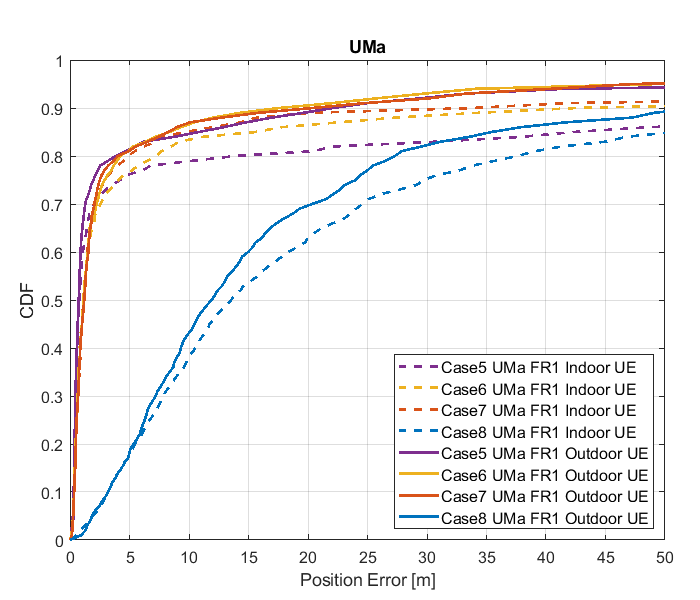 UMa
1
0.9
0.8
0.7
0.6
0.5
0.4
0.3
0.2
0.1
0
CDF
Case5 UMa FR1 Indoor UE
Case6 UMa FR1 Indoor UE
Case7 UMa FR1 Indoor UE
Case8 UMa FR1 Indoor UE
Case5 UMa FR1 Outdoor UE
Case6 UMa FR1 Outdoor UE
Case7 UMa FR1 Outdoor UE
Case8 UMa FR1 Outdoor UE
0 5 10 15 20 25 30 35 40 45 50
Position Error [m]